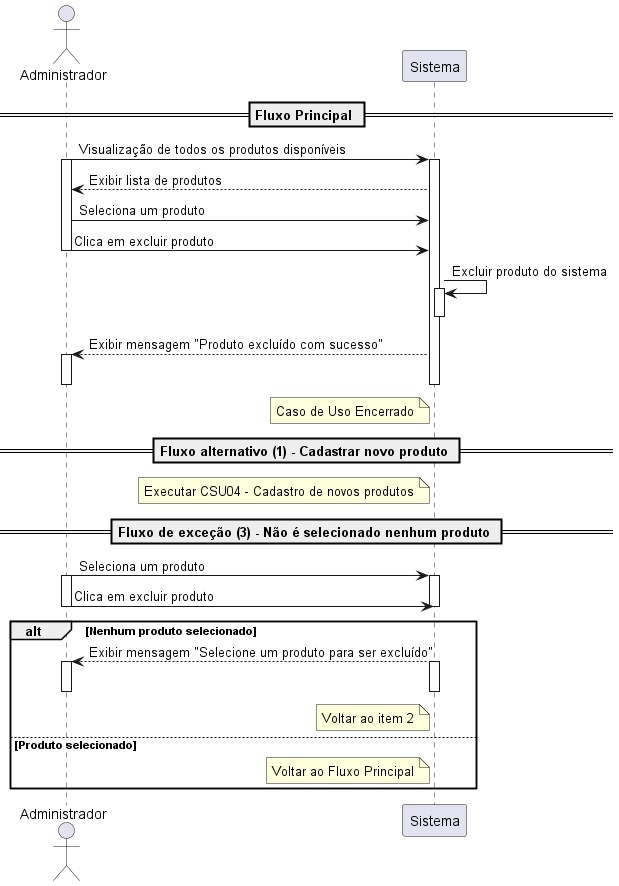 Administrador
Sistema
Fluxo Principal
Visualização de todos os produtos disponíveis
Exibir lista de produtos
Seleciona um produto
Clica em excluir produto
Excluir produto do sistema
Exibir mensagem "Produto excluído com sucesso"
Caso de Uso Encerrado
Fluxo alternativo (1) - Cadastrar novo produto
Executar CSU04 - Cadastro de novos produtos
Fluxo de exceção (3) - Não é selecionado nenhum produto
Seleciona um produto
Clica em excluir produto
alt [Nenhum produto selecionado]
Exibir mensagem "Selecione um produto para ser excluído"
Voltar ao item 2
[Produto selecionado]
Voltar ao Fluxo Principal
Administrador
Sistema